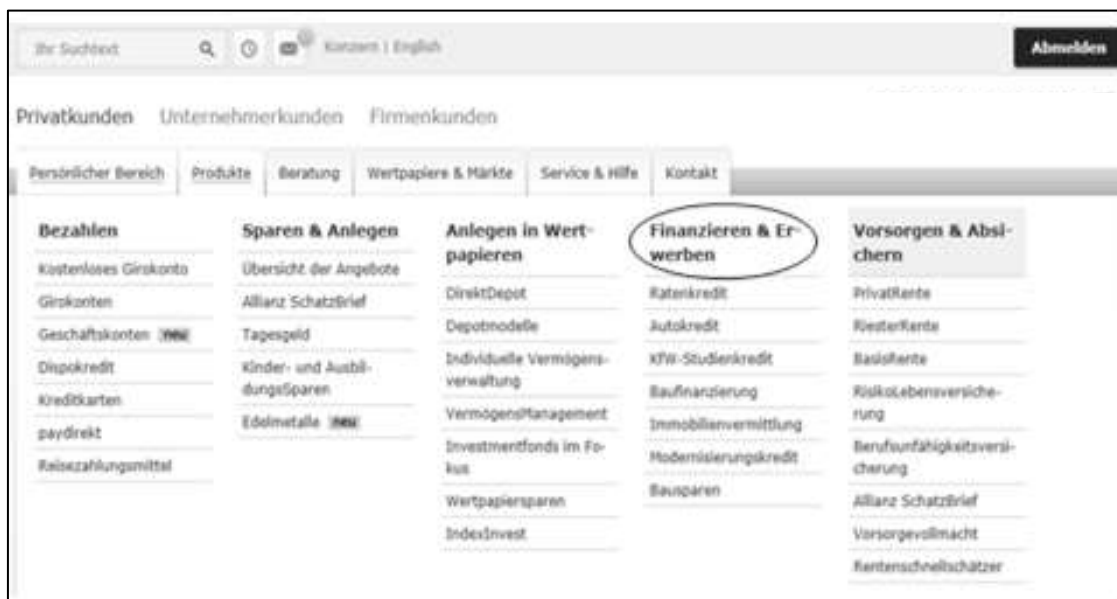 Ihr Suchtext
Konzern | English
Abmelden
Privatkunden Unternehmerkunden Firmenkunden
Persönlicher Bereich Produkte Beratung Wertpapiere & Märkte Service & Hilfe Kontakt
Bezahlen
Kostenloses Girokonto
Girokonten
Geschäftskonten neu
Dispokredit
Kreditkarten
paydirekt
Reisezahlungsmittel
Sparen & Anlegen
Übersicht der Angebote
Allianz SchatzBrief
Tagesgeld
Kinder- und Ausbil-
dungsSparen
Edelmetalle neu
Anlegen in Wert-
papieren
DirektDepot
Depotmodelle
Individuelle Vermögens-
verwaltung
VermögensManagement
Investmentfonds im Fo-
kus
Wertpapiersparen
IndexInvest
Finanzieren & Er-
werben
Ratenkredit
Autokredit
KfW-Studienkredit
Baufinanzierung
Immobilienvermittlung
Modernisierungskredit
Bausparen
Vorsorgen & Absi-
chern
PrivatRente
RiesterRente
BasisRente
RisikoLebensversiche-
rung
Berufsunfähigkeitsversi-
cherung
Allianz SchatzBrief
Vorsorgevollmacht
Rentenschnellschätzer